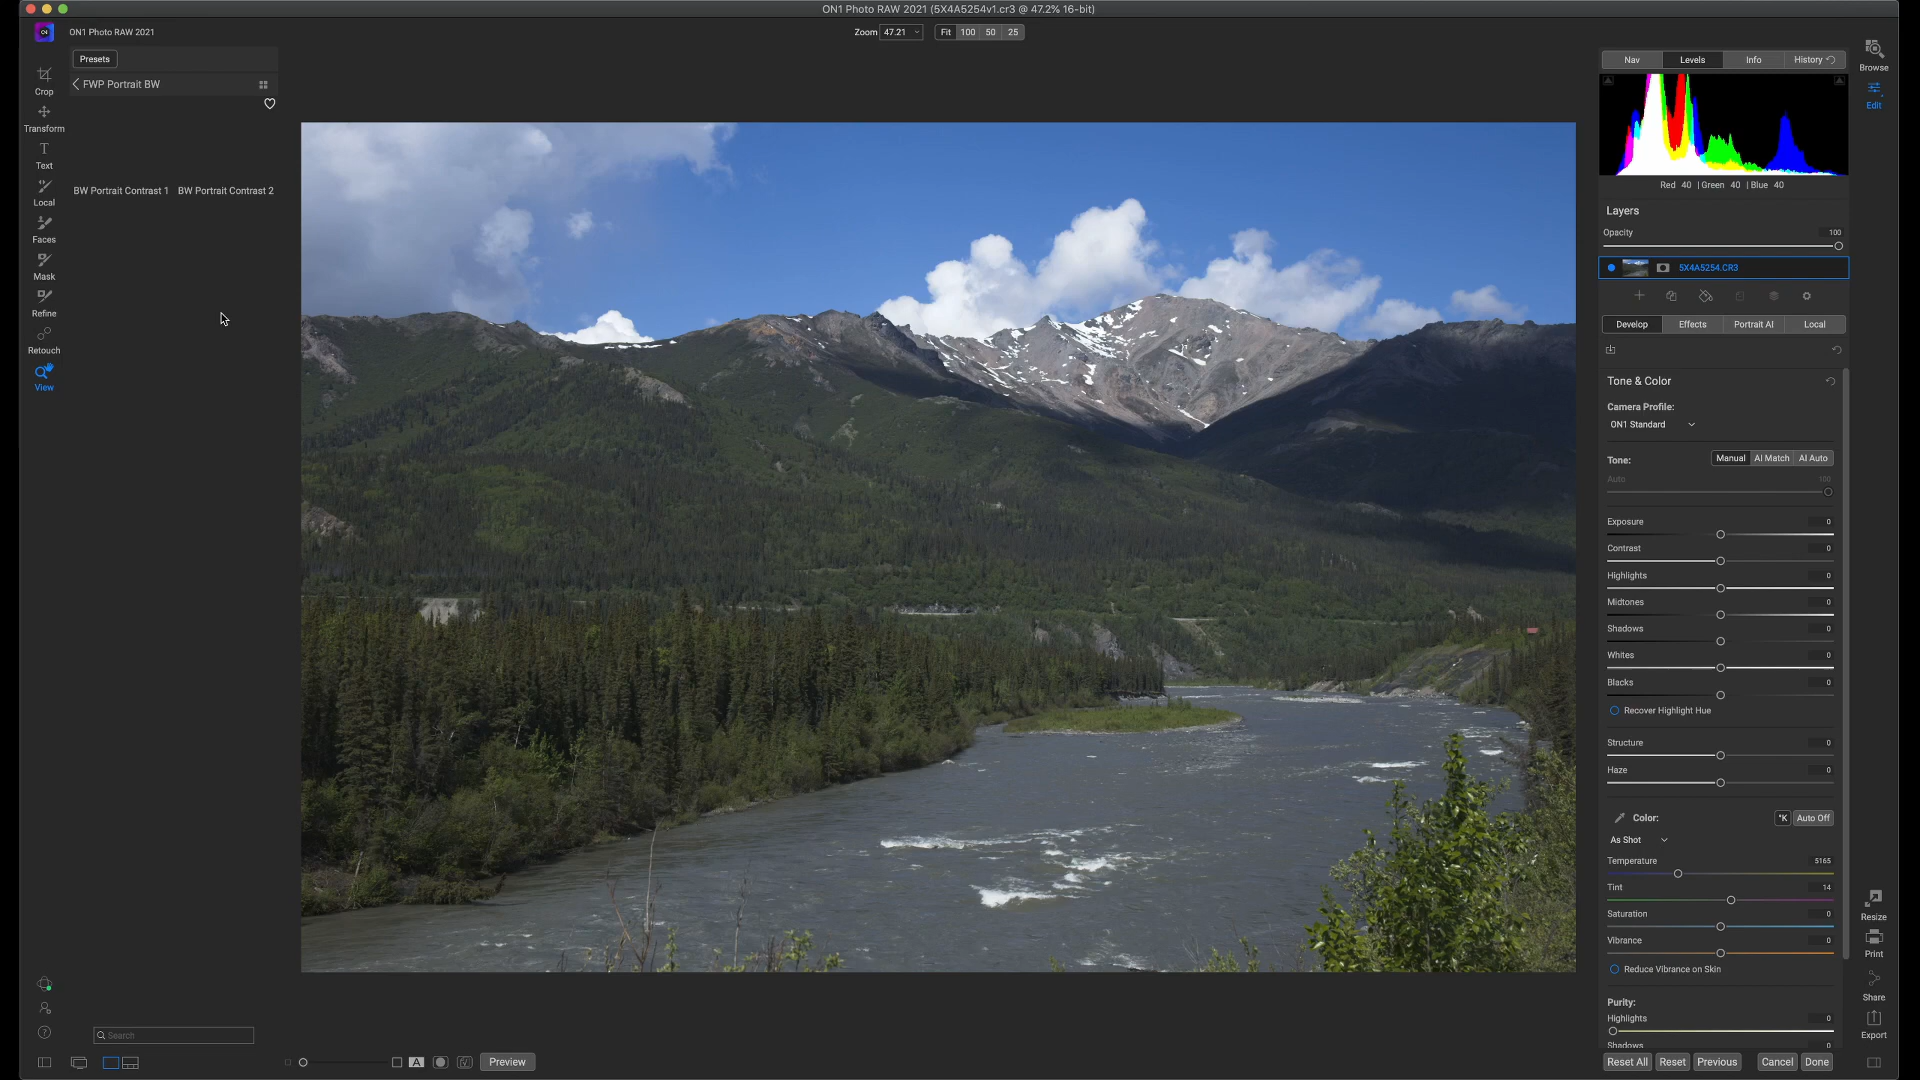 ON1 Photo RAW 2021 (5X4A5254v1.cr3 @ 47.2% 16-bit)
ON1 Photo RAW 2021
Zoom 47.21 Fit 100 50 25
Presets
FWP Portrait BW
BW Portrait Contrast 1 BW Portrait Contrast 2
Crop
Transform
Text
Local
Faces
Mask
Refine
Retouch
View
Search
A
Preview
Nav Levels Info History
Red 40 | Green 40 | Blue 40
Layers
Opacity 100
5X4A5254.CR3
Develop Effects Portrait AI Local
Tone & Color
Camera Profile:
ON1 Standard
Tone: Manual AI Match AI Auto
Auto 100
Exposure 0
Contrast 0
Highlights 0
Midtones 0
Shadows 0
Whites 0
Blacks 0
Recover Highlight Hue
Structure 0
Haze 0
Color: °K Auto Off
As Shot
Temperature 5165
Tint 14
Saturation 0
Vibrance 0
Reduce Vibrance on Skin
Purity:
Highlights 0
Shadows 0
Reset All Reset Previous Cancel Done
Browse
Edit
Resize
Print
Share
Export